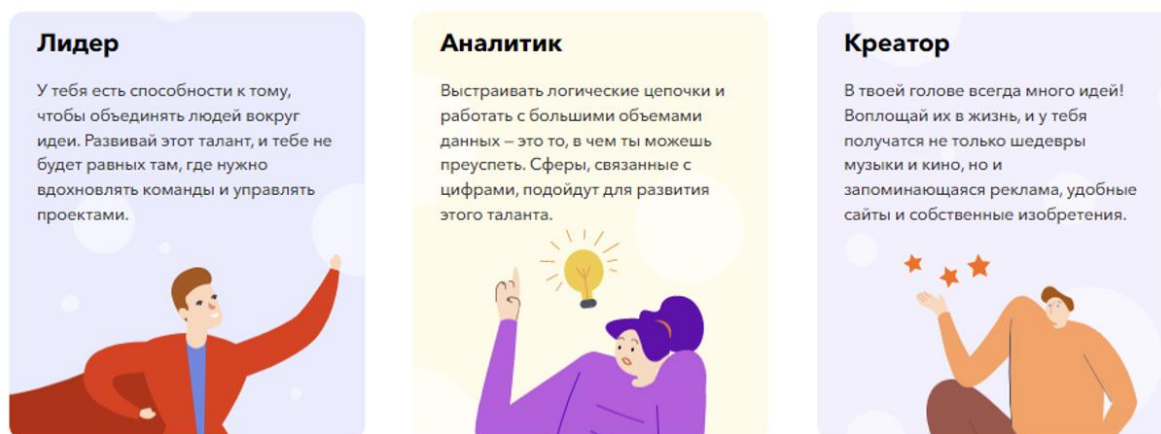 Лидер
У тебя есть способности к тому,
чтобы объединять людей вокруг
идеи. Развивай этот талант, и тебе не
будет равных там, где нужно
вдохновлять команды и управлять
проектами.
Аналитик
Выстраивать логические цепочки и
работать с большими объемами
данных – это то, в чем ты можешь
преуспеть. Сферы, связанные с
цифрами, подойдут для развития
этого таланта.
Креатор
В твоей голове всегда много идей!
Воплощай их в жизнь, и у тебя
получатся не только шедевры
музыки и кино, но и
запоминающаяся реклама, удобные
сайты и собственные изобретения.